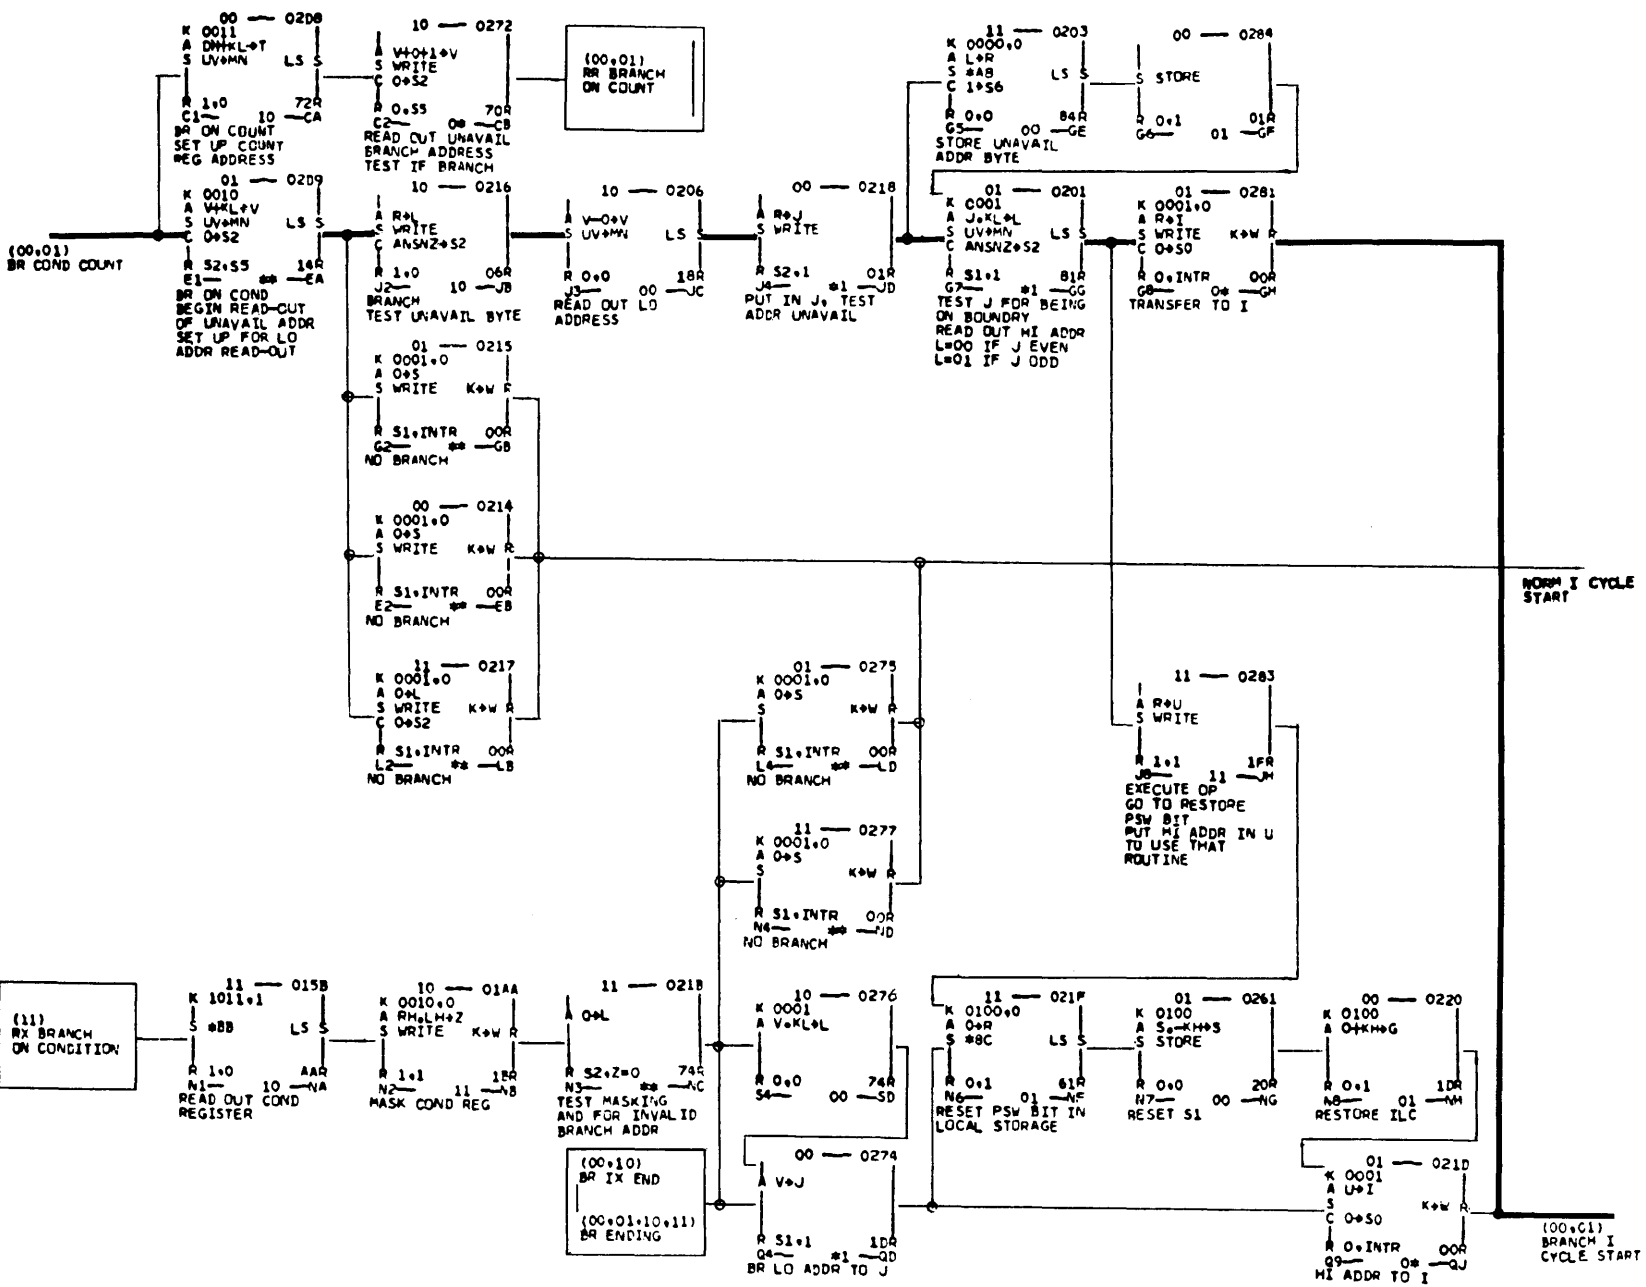 00 — 02D8
K 0011
A DH+KL→T
S UV→MN LS S
R 1,0 72R
C1— 10 —CA
BR ON COUNT
SET UP COUNT
REG ADDRESS
10 — 0272
A V+0+1→V
S WRITE
C 0→S2
R 0,S5 70R
C2— 0* —CB
READ OUT UNAVAIL
BRANCH ADDRESS
TEST IF BRANCH
(00,01)
RR BRANCH
ON COUNT
11 — 0203
K 0000,0
A L→R
S *AB LS S
C 1→S6
R 0,0 84R
G5— 00 —GE
STORE UNAVAIL
ADDR BYTE
00 — 0284
S STORE
R 0,1 01R
G6— 01 —GF
(00,01)
BR COND COUNT
01 — 02D9
K 0010
A V+KL→V
S UV→MN LS S
C 0→S2
R S2,S5 14R
E1— ** —EA
BR ON COND
BEGIN READ-OUT
OF UNAVAIL ADDR
SET UP FOR LO
ADDR READ-OUT
10 — 0216
A R→L
S WRITE
C ANSNZ→S2
R 1,0 06R
J2— 10 —JB
BRANCH
TEST UNAVAIL BYTE
10 — 0206
A V-0→V
S UV→MN LS S
R 0,0 18R
J3— 00 —JC
READ OUT LO
ADDRESS
00 — 0218
A R→J
S WRITE
R S2,1 01R
J4— *1 —JD
PUT IN J, TEST
ADDR UNAVAIL
01 — 0201
K 0001
A J,KL→L
S UV→MN LS S
C ANSNZ→S2
R S1,1 81R
G7— *1 —GG
TEST J FOR BEING
ON BOUNDRY
READ OUT HI ADDR
L=00 IF J EVEN
L=01 IF J ODD
01 — 0281
K 0001,0
A R→I
S WRITE K→W R
C 0→S0
R 0,INTR 00R
G8— 0* —GH
TRANSFER TO I
01 — 0215
K 0001,0
A 0→S
S WRITE K→W R
R S1,INTR 00R
G2— ** —GB
NO BRANCH
00 — 0214
K 0001,0
A 0→S
S WRITE K→W R
R S1,INTR 00R
E2— ** —EB
NO BRANCH
NORM I CYCLE
START
11 — 0217
K 0001,0
A 0→L
S WRITE K→W R
C 0→S2
R S1,INTR 00R
L2— ** —LB
NO BRANCH
01 — 0275
K 0001,0
A 0→S
S K→W R
R S1,INTR 00R
L4— ** —LD
NO BRANCH
11 — 0283
A R→U
S WRITE
R 1,1 1FR
J8— 11 —JH
EXECUTE OP
GO TO RESTORE
PSW BIT
PUT HI ADDR IN U
TO USE THAT
ROUTINE
11 — 0277
K 0001,0
A 0→S
S K→W R
R S1,INTR 00R
N4— ** —ND
NO BRANCH
(11)
RX BRANCH
ON CONDITION
11 — 015B
K 1011,1
S *BB LS S
R 1,0 AAR
N1— 10 —NA
READ OUT COND
REGISTER
10 — 01AA
K 0010,0
A RH,LH→Z
S WRITE K→W R
R 1,1 1BR
N2— 11 —NB
MASK COND REG
11 — 021B
A 0→L
R S2,Z=0 74R
N3— ** —NC
TEST MASKING
AND FOR INVALID
BRANCH ADDR
10 — 0276
K 0001
A V,KL→L
R 0,0 74R
S4— 00 —SD
11 — 021F
K 0100,0
A 0→R
S *8C LS S
R 0,1 61R
N6— 01 —NF
RESET PSW BIT IN
LOCAL STORAGE
01 — 0261
K 0100
A S,-KH→S
S STORE
R 0,0 20R
N7— 00 —NG
RESET S1
00 — 0220
K 0100
A 0+KH→G
R 0,1 1DR
N8— 01 —NH
RESTORE ILC
(00,10)
BR IX END
(00,01,10,11)
BR ENDING
00 — 0274
A V→J
R S1,1 1DR
Q4— *1 —QD
BR LO ADDR TO J
01 — 021D
K 0001
A U→I
S K→W R
C 0→S0
R 0,INTR 00R
Q9— 0* —QJ
HI ADDR TO I
(00,01)
BRANCH I
CYCLE START